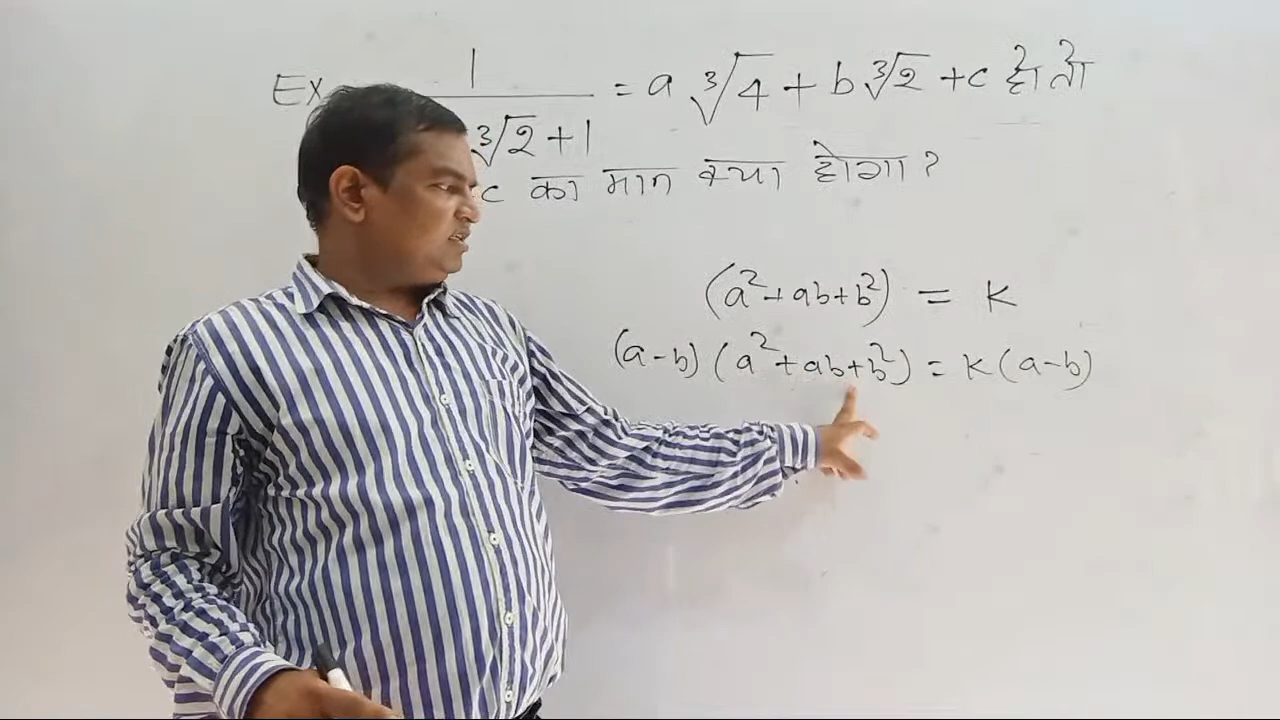 Ex 1 / ∛2 + 1 = a ∛4 + b ∛2 + c हो तो
c का मान क्या होगा ?
(a² + ab + b²) = K
(a - b) (a² + ab + b²) = K (a - b)